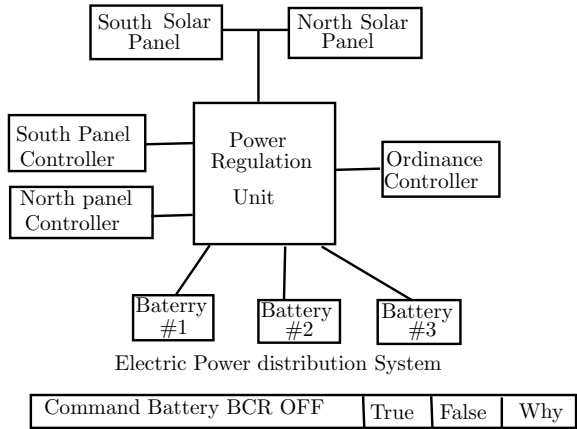 South Solar
Panel
North Solar
Panel
South Panel
Controller
Power
Regulation
Unit
Ordinance
Controller
North panel
Controller
Baterry
#1
Battery
#2
Battery
#3
Electric Power distribution System
Command Battery BCR OFF True False Why